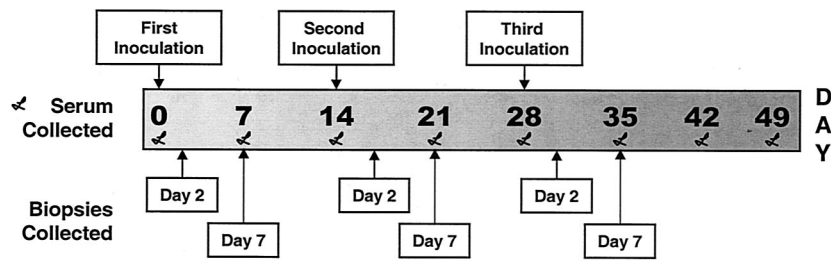 First
Inoculation
Second
Inoculation
Third
Inoculation
Serum
Collected
0 7 14 21 28 35 42 49
D
A
Y
Day 2
Day 2
Day 2
Biopsies
Collected
Day 7
Day 7
Day 7